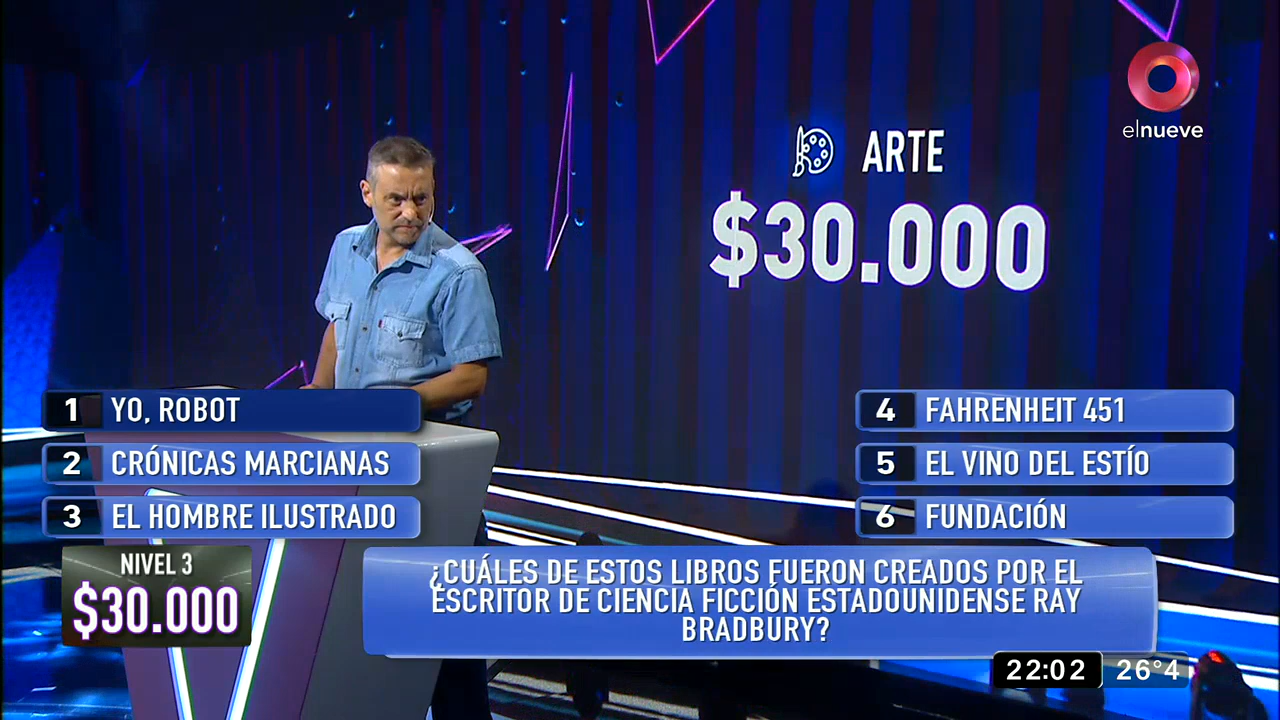 elnueve
ARTE
$30.000
1 YO, ROBOT
2 CRÓNICAS MARCIANAS
3 EL HOMBRE ILUSTRADO
4 FAHRENHEIT 451
5 EL VINO DEL ESTÍO
6 FUNDACIÓN
NIVEL 3
$30.000
¿CUÁLES DE ESTOS LIBROS FUERON CREADOS POR EL
ESCRITOR DE CIENCIA FICCIÓN ESTADOUNIDENSE RAY
BRADBURY?
22:02 26°4